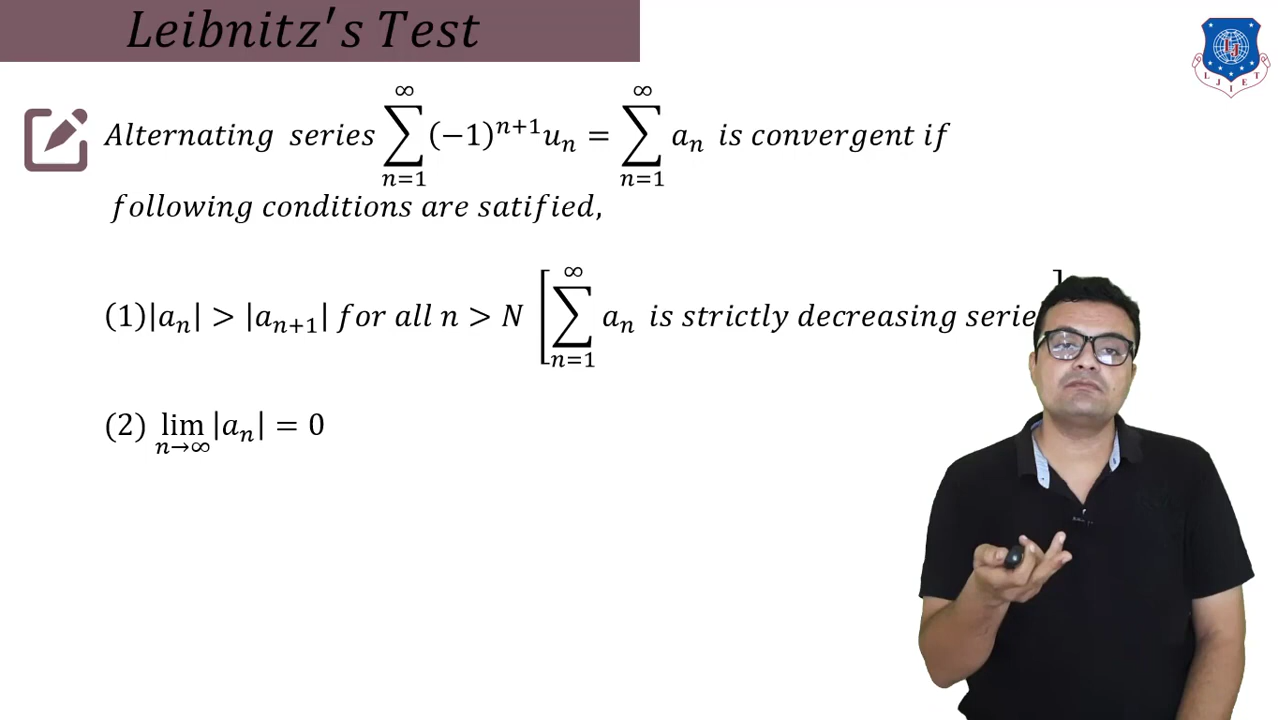 Leibnitz's Test
LJIET
Alternating series ∑_{n=1}^{∞} (−1)^{n+1} u_n = ∑_{n=1}^{∞} a_n is convergent if
following conditions are satified,
(1)|a_n| > |a_{n+1}| for all n > N [∑_{n=1}^{∞} a_n is strictly decreasing serie]
(2) lim_{n→∞} |a_n| = 0